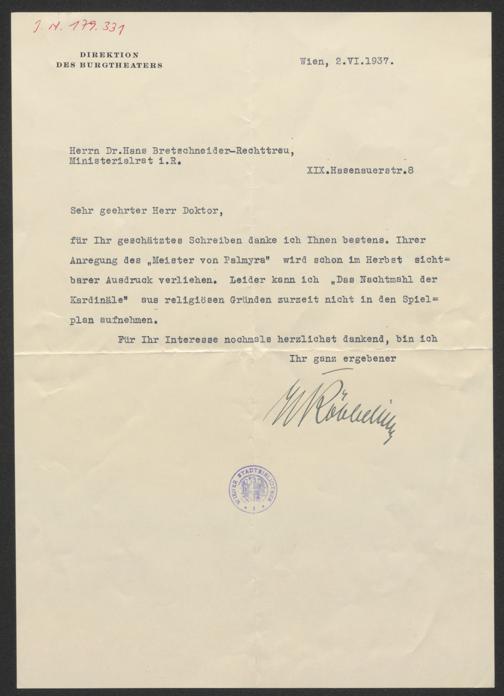 J. N. 179.331
DIREKTION
DES BURGTHEATERS
Wien, 2.VI.1937.
Herrn Dr.Hans Bretschneider-Rechttreu,
Ministerialrat i.R.
XIX.Hasenauerstr.8
Sehr geehrter Herr Doktor,
für Ihr geschätztes Schreiben danke ich Ihnen bestens. Ihrer
Anregung des „Meister von Palmyra" wird schon im Herbst sicht=
barer Ausdruck verliehen. Leider kann ich „Das Nachtmahl der
Kardinäle" aus religiösen Gründen zurzeit nicht in den Spiel=
plan aufnehmen.
Für Ihr Interesse nochmals herzlichst dankend, bin ich
Ihr ganz ergebener
Röbbeling
WIENER STADTBIBLIOTHEK